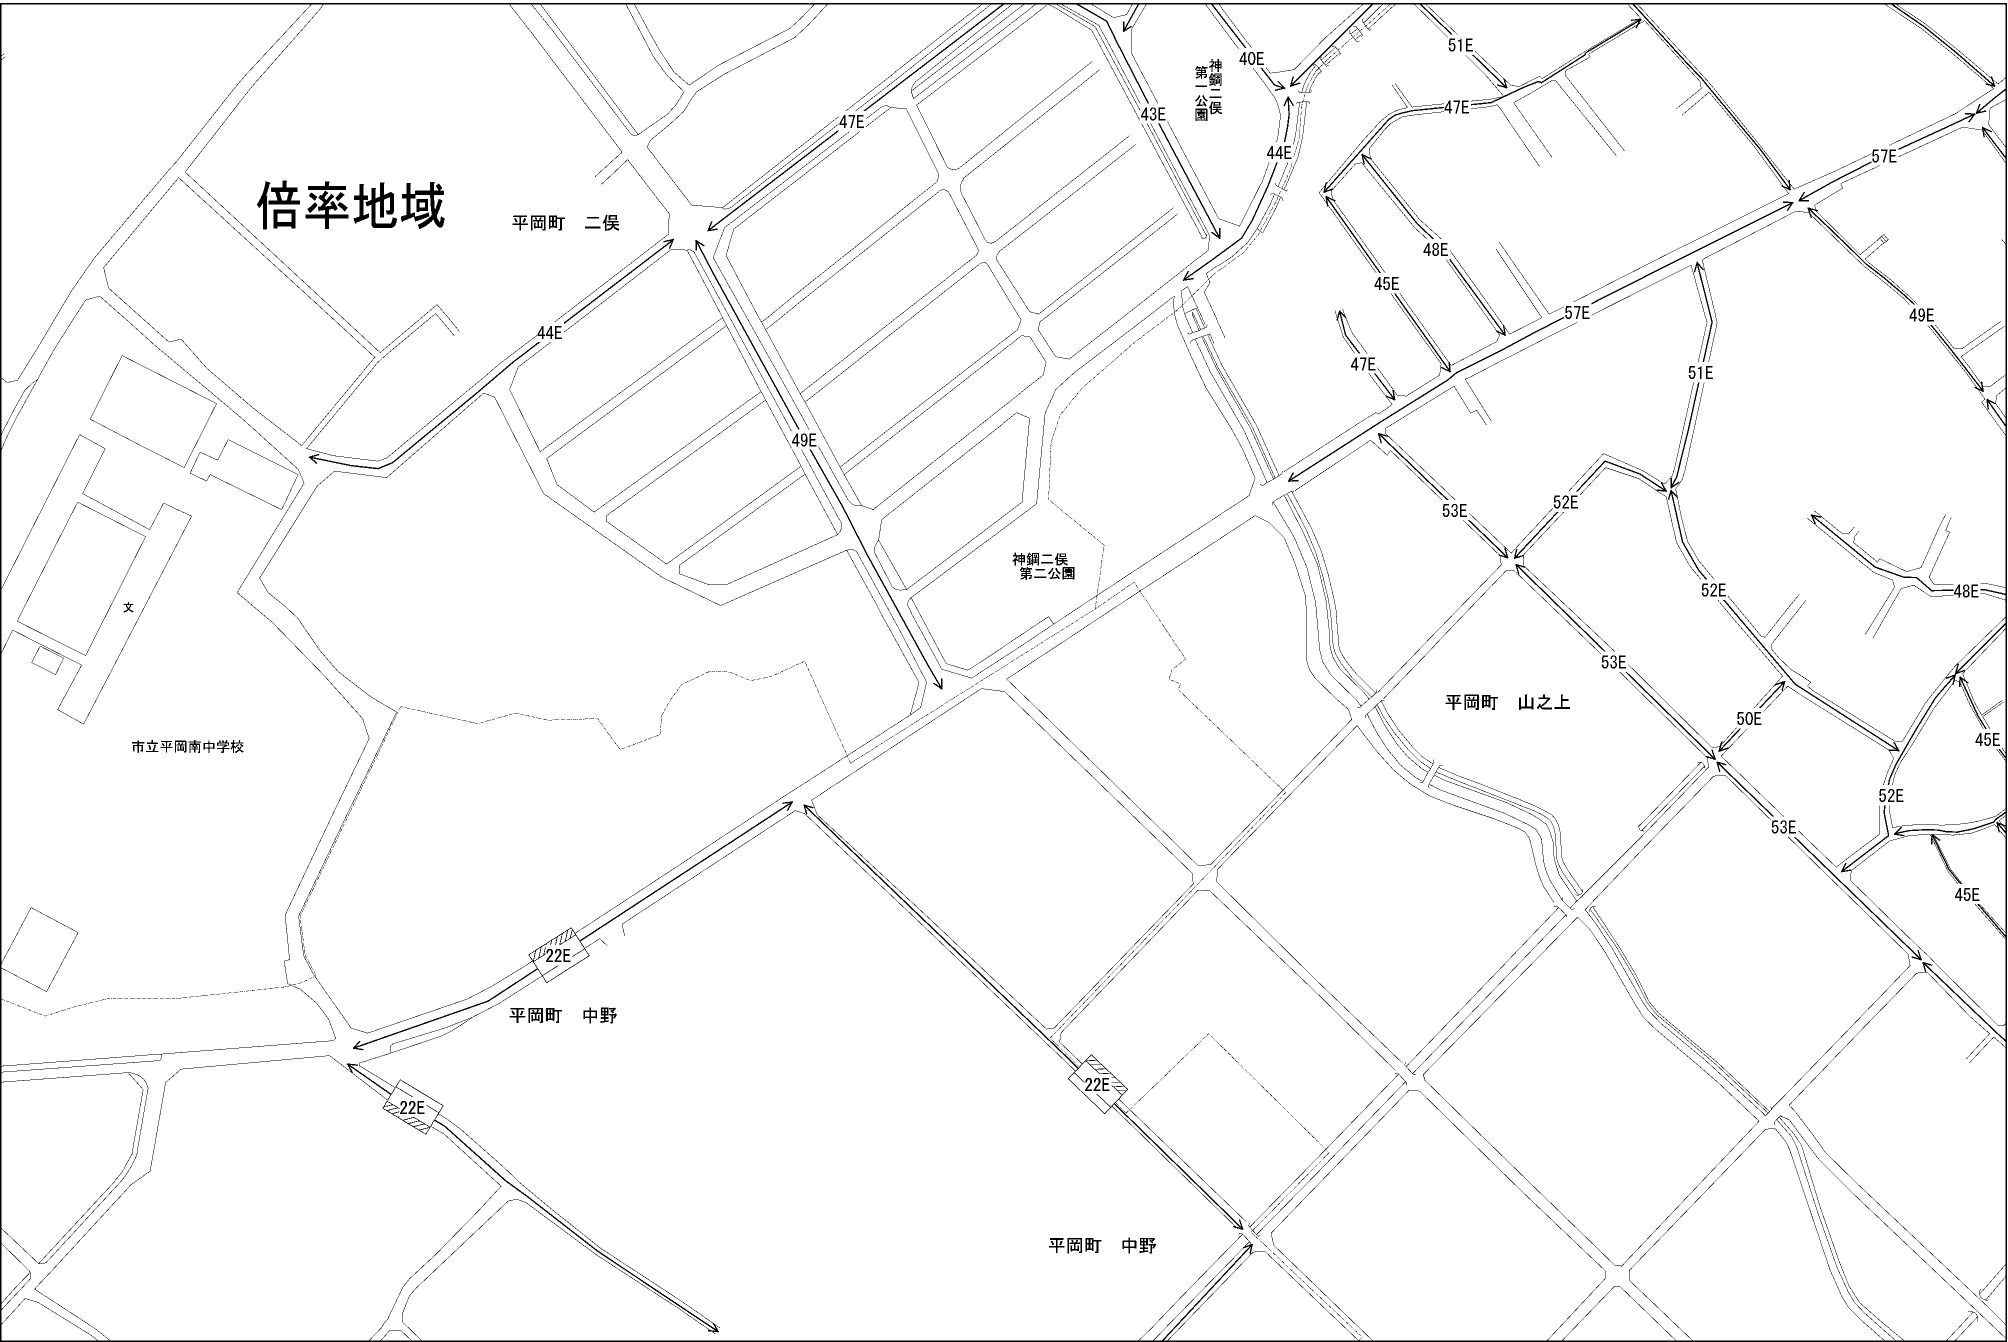 51E
40E
神鋼二俣
第一公園
47E
43E
47E
44E
57E
倍率地域
平岡町 二俣
48E
45E
57E
49E
44E
47E
51E
49E
52E
53E
神鋼二俣
第二公園
52E
48E
文
53E
平岡町 山之上
50E
45E
市立平岡南中学校
52E
53E
45E
22E
平岡町 中野
22E
22E
平岡町 中野